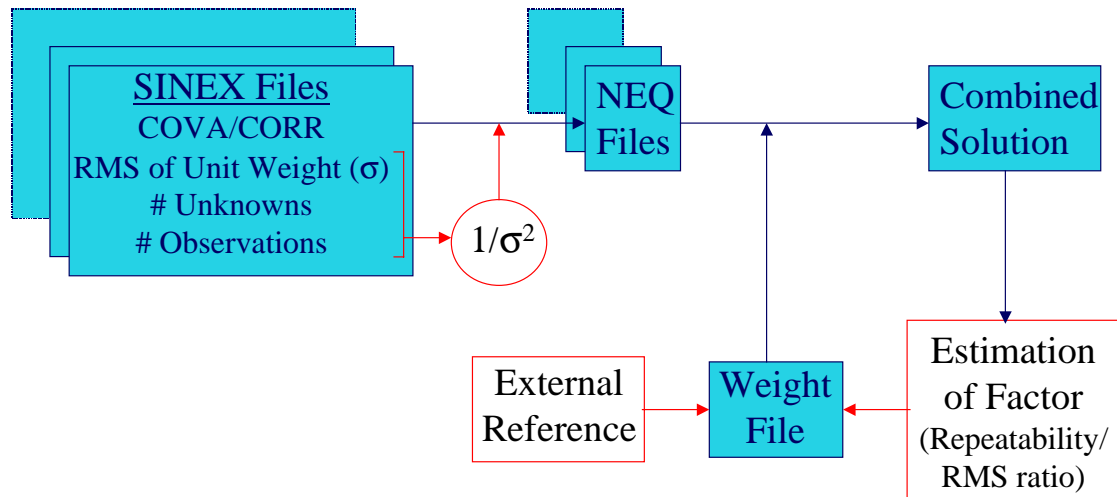 SINEX Files
COVA/CORR
RMS of Unit Weight (σ)
# Unknowns
# Observations
1/σ²
NEQ
Files
Combined
Solution
External
Reference
Weight
File
Estimation
of Factor
(Repeatability/
RMS ratio)